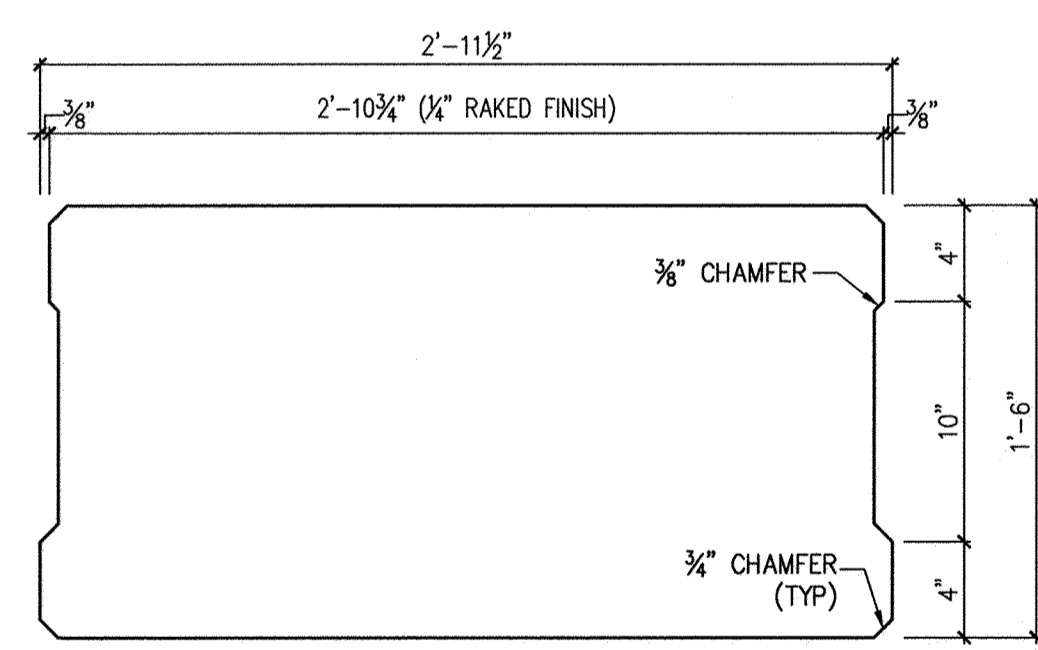 2'-11½"
2'-10¾" (¼" RAKED FINISH)
⅜"
⅜"
⅜" CHAMFER
4"
10"
1'-6"
¾" CHAMFER
(TYP)
4"